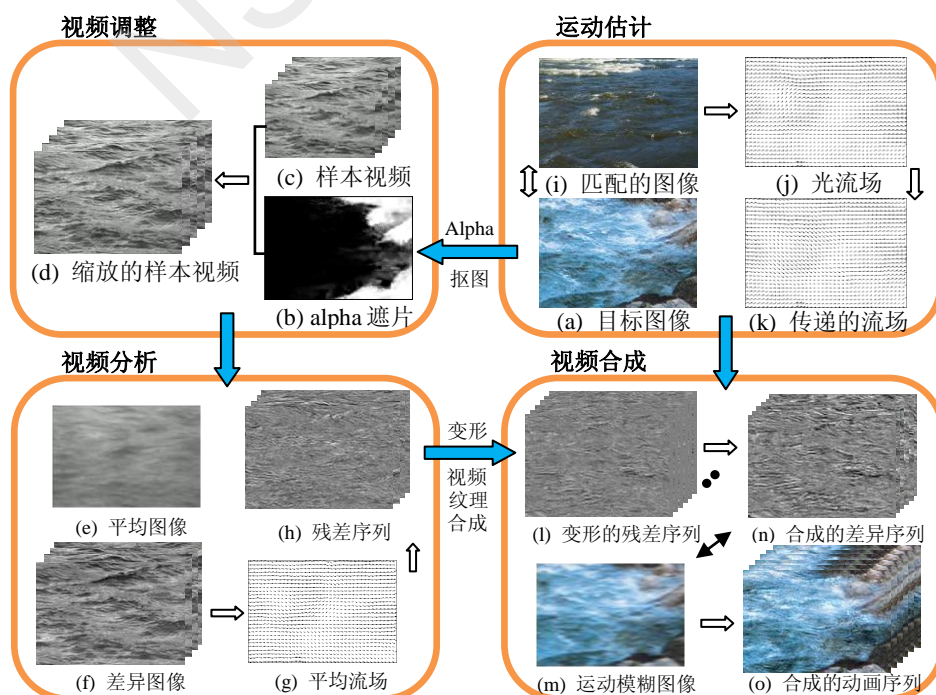 NS
视频调整
(c) 样本视频
(d) 缩放的样本视频
(b) alpha 遮片
运动估计
(i) 匹配的图像
(j) 光流场
(a) 目标图像
(k) 传递的流场
Alpha
抠图
视频分析
(e) 平均图像
(h) 残差序列
(f) 差异图像
(g) 平均流场
变形
视频
纹理
合成
视频合成
(l) 变形的残差序列
(n) 合成的差异序列
(m) 运动模糊图像
(o) 合成的动画序列